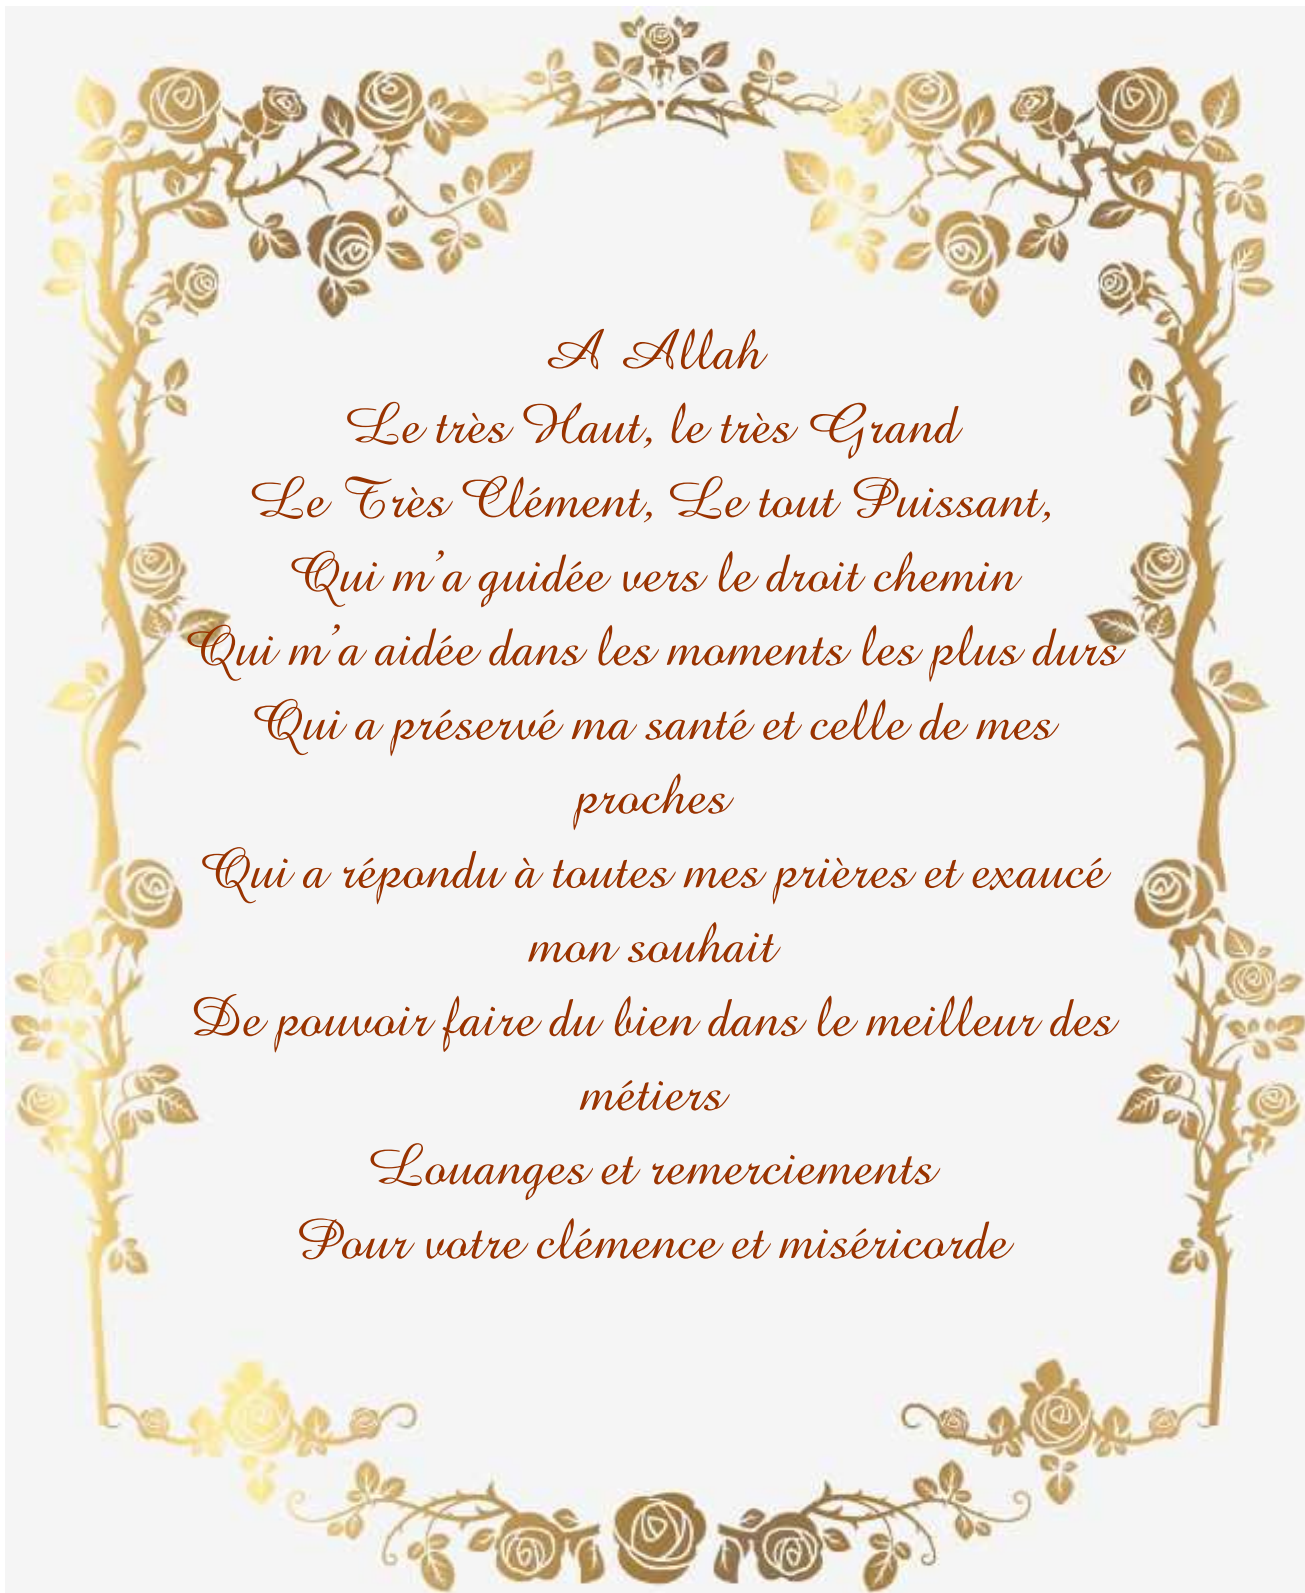 A Allah
Le très Haut, le très Grand
Le Très Clément, Le tout Puissant,
Qui m'a guidée vers le droit chemin
Qui m'a aidée dans les moments les plus durs
Qui a préservé ma santé et celle de mes
proches
Qui a répondu à toutes mes prières et exaucé
mon souhait
De pouvoir faire du bien dans le meilleur des
métiers
Louanges et remerciements
Pour votre clémence et miséricorde